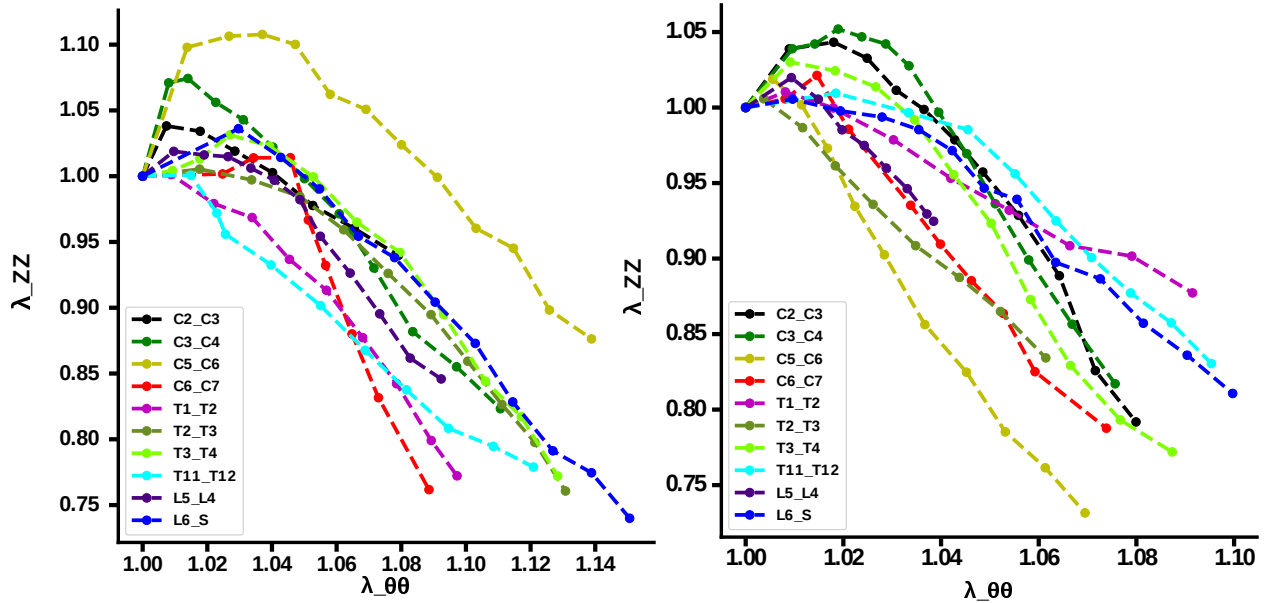 1.10
1.05
1.00
0.95
0.90
0.85
0.80
0.75
λ_ZZ
C2_C3
C3_C4
C5_C6
C6_C7
T1_T2
T2_T3
T3_T4
T11_T12
L5_L4
L6_S
1.00 1.02 1.04 1.06 1.08 1.10 1.12 1.14
λ_θθ
1.05
1.00
0.95
0.90
0.85
0.80
0.75
λ_ZZ
C2_C3
C3_C4
C5_C6
C6_C7
T1_T2
T2_T3
T3_T4
T11_T12
L5_L4
L6_S
1.00 1.02 1.04 1.06 1.08 1.10
λ_θθ